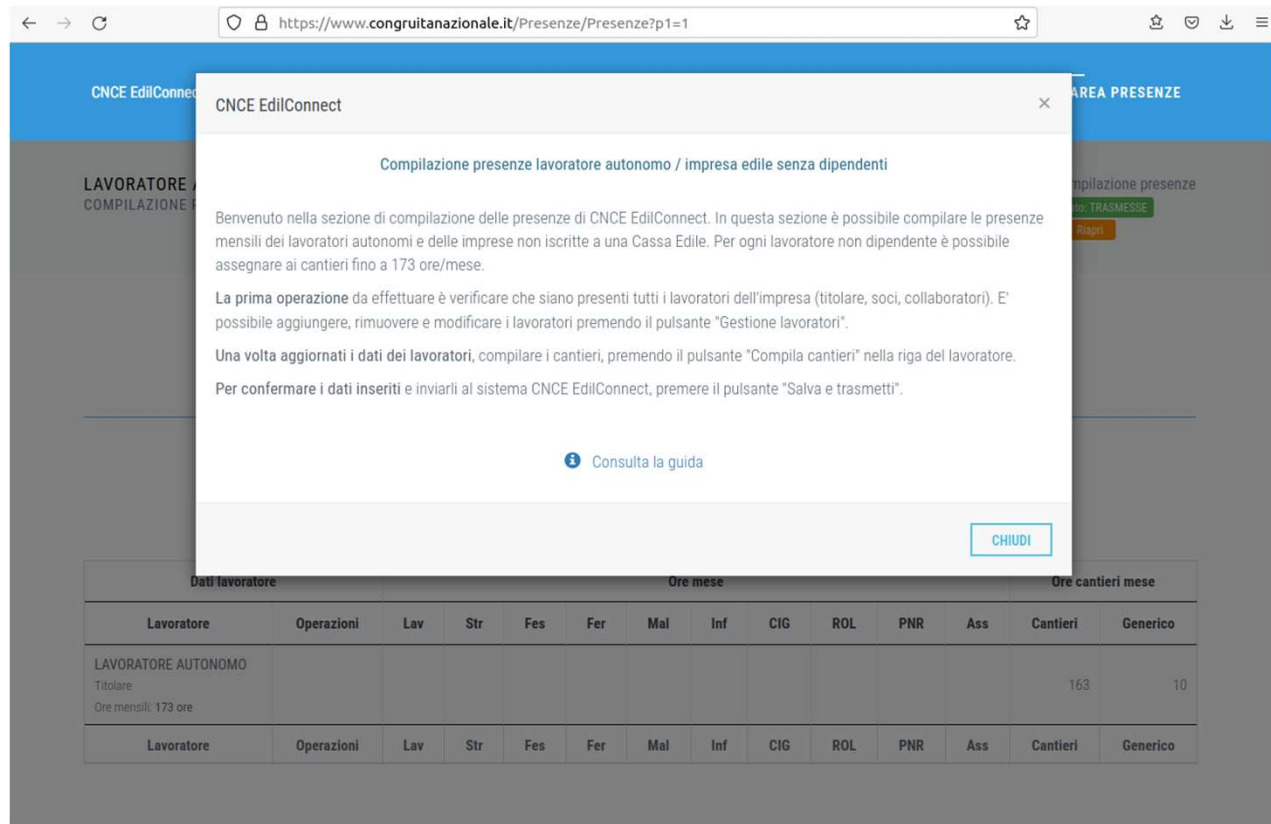 https://www.congruitanazionale.it/Presenze/Presenze?p1=1
CNCE EdilConnec
AREA PRESENZE
CNCE EdilConnect
×
Compilazione presenze lavoratore autonomo / impresa edile senza dipendenti
LAVORATORE
COMPILAZIONE
mpilazione presenze
TRASMESSE
Riapri
Benvenuto nella sezione di compilazione delle presenze di CNCE EdilConnect. In questa sezione è possibile compilare le presenze
mensili dei lavoratori autonomi e delle imprese non iscritte a una Cassa Edile. Per ogni lavoratore non dipendente è possibile
assegnare ai cantieri fino a 173 ore/mese.
La prima operazione da effettuare è verificare che siano presenti tutti i lavoratori dell'impresa (titolare, soci, collaboratori). E'
possibile aggiungere, rimuovere e modificare i lavoratori premendo il pulsante "Gestione lavoratori".
Una volta aggiornati i dati dei lavoratori, compilare i cantieri, premendo il pulsante "Compila cantieri" nella riga del lavoratore.
Per confermare i dati inseriti e inviarli al sistema CNCE EdilConnect, premere il pulsante "Salva e trasmetti".
Consulta la guida
CHIUDI
Dati lavoratore Ore mese Ore cantieri mese
Lavoratore Operazioni Lav Str Fes Fer Mal Inf CIG ROL PNR Ass Cantieri Generico
LAVORATORE AUTONOMO
Titolare
Ore mensili: 173 ore
163 10
Lavoratore Operazioni Lav Str Fes Fer Mal Inf CIG ROL PNR Ass Cantieri Generico